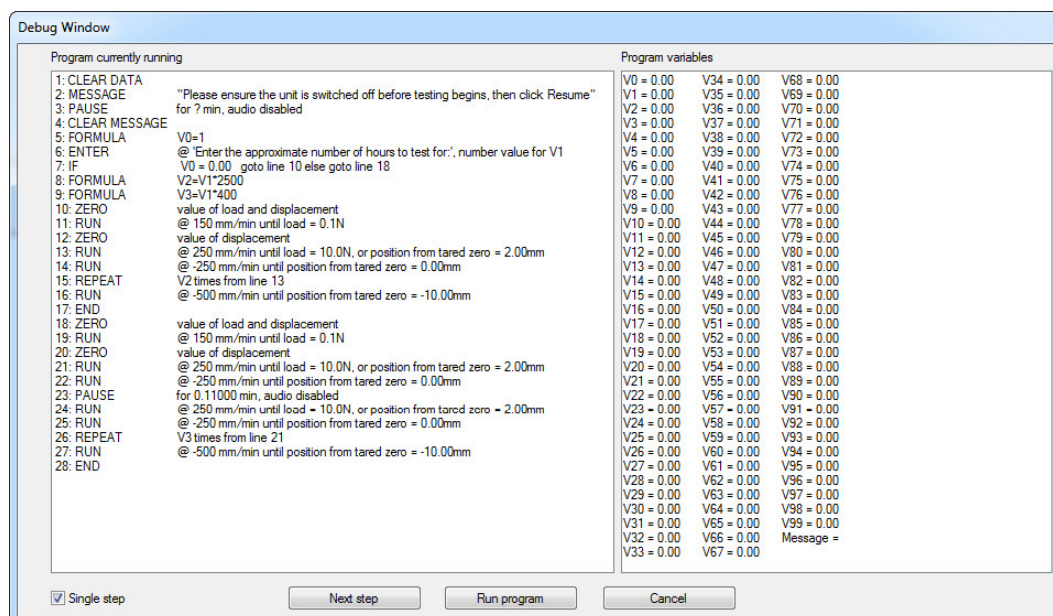 Debug Window
Program currently running
1: CLEAR DATA
2: MESSAGE "Please ensure the unit is switched off before testing begins, then click Resume"
3: PAUSE for ? min, audio disabled
4: CLEAR MESSAGE
5: FORMULA V0=1
6: ENTER @ 'Enter the approximate number of hours to test for:', number value for V1
7: IF V0 = 0.00 goto line 10 else goto line 18
8: FORMULA V2=V1*2500
9: FORMULA V3=V1*400
10: ZERO value of load and displacement
11: RUN @ 150 mm/min until load = 0.1N
12: ZERO value of displacement
13: RUN @ 250 mm/min until load = 10.0N, or position from tared zero = 2.00mm
14: RUN @ -250 mm/min until position from tared zero = 0.00mm
15: REPEAT V2 times from line 13
16: RUN @ -500 mm/min until position from tared zero = -10.00mm
17: END
18: ZERO value of load and displacement
19: RUN @ 150 mm/min until load = 0.1N
20: ZERO value of displacement
21: RUN @ 250 mm/min until load = 10.0N, or position from tared zero = 2.00mm
22: RUN @ -250 mm/min until position from tared zero = 0.00mm
23: PAUSE for 0.11000 min, audio disabled
24: RUN @ 250 mm/min until load = 10.0N, or position from tared zero = 2.00mm
25: RUN @ -250 mm/min until position from tared zero = 0.00mm
26: REPEAT V3 times from line 21
27: RUN @ -500 mm/min until position from tared zero = -10.00mm
28: END
Program variables
V0 = 0.00 V34 = 0.00 V68 = 0.00
V1 = 0.00 V35 = 0.00 V69 = 0.00
V2 = 0.00 V36 = 0.00 V70 = 0.00
V3 = 0.00 V37 = 0.00 V71 = 0.00
V4 = 0.00 V38 = 0.00 V72 = 0.00
V5 = 0.00 V39 = 0.00 V73 = 0.00
V6 = 0.00 V40 = 0.00 V74 = 0.00
V7 = 0.00 V41 = 0.00 V75 = 0.00
V8 = 0.00 V42 = 0.00 V76 = 0.00
V9 = 0.00 V43 = 0.00 V77 = 0.00
V10 = 0.00 V44 = 0.00 V78 = 0.00
V11 = 0.00 V45 = 0.00 V79 = 0.00
V12 = 0.00 V46 = 0.00 V80 = 0.00
V13 = 0.00 V47 = 0.00 V81 = 0.00
V14 = 0.00 V48 = 0.00 V82 = 0.00
V15 = 0.00 V49 = 0.00 V83 = 0.00
V16 = 0.00 V50 = 0.00 V84 = 0.00
V17 = 0.00 V51 = 0.00 V85 = 0.00
V18 = 0.00 V52 = 0.00 V86 = 0.00
V19 = 0.00 V53 = 0.00 V87 = 0.00
V20 = 0.00 V54 = 0.00 V88 = 0.00
V21 = 0.00 V55 = 0.00 V89 = 0.00
V22 = 0.00 V56 = 0.00 V90 = 0.00
V23 = 0.00 V57 = 0.00 V91 = 0.00
V24 = 0.00 V58 = 0.00 V92 = 0.00
V25 = 0.00 V59 = 0.00 V93 = 0.00
V26 = 0.00 V60 = 0.00 V94 = 0.00
V27 = 0.00 V61 = 0.00 V95 = 0.00
V28 = 0.00 V62 = 0.00 V96 = 0.00
V29 = 0.00 V63 = 0.00 V97 = 0.00
V30 = 0.00 V64 = 0.00 V98 = 0.00
V31 = 0.00 V65 = 0.00 V99 = 0.00
V32 = 0.00 V66 = 0.00 Message =
V33 = 0.00 V67 = 0.00
Single step Next step Run program Cancel